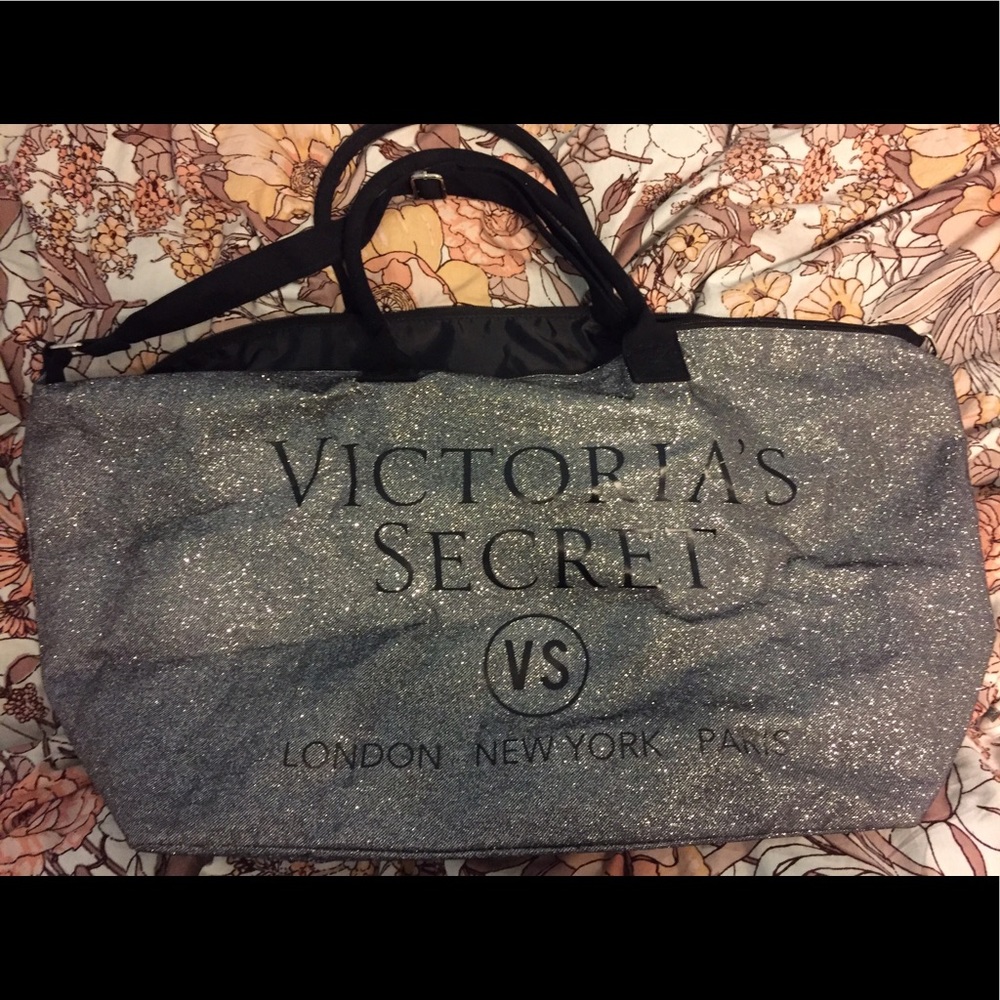 VICTORIA'S
SECRET
VS
LONDON NEW YORK PARIS